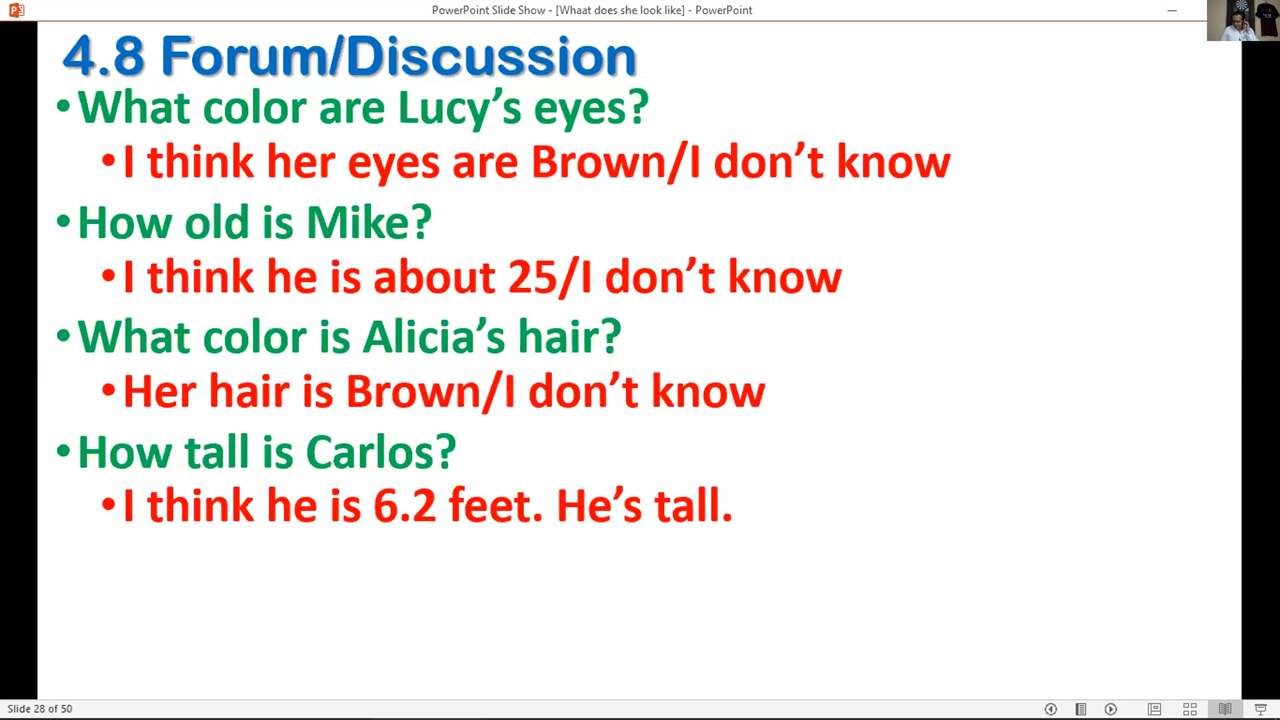 PowerPoint Slide Show - [Whaat does she look like] - PowerPoint
4.8 Forum/Discussion
•What color are Lucy’s eyes?
•I think her eyes are Brown/I don’t know
•How old is Mike?
•I think he is about 25/I don’t know
•What color is Alicia’s hair?
•Her hair is Brown/I don’t know
•How tall is Carlos?
•I think he is 6.2 feet. He’s tall.
Slide 28 of 50